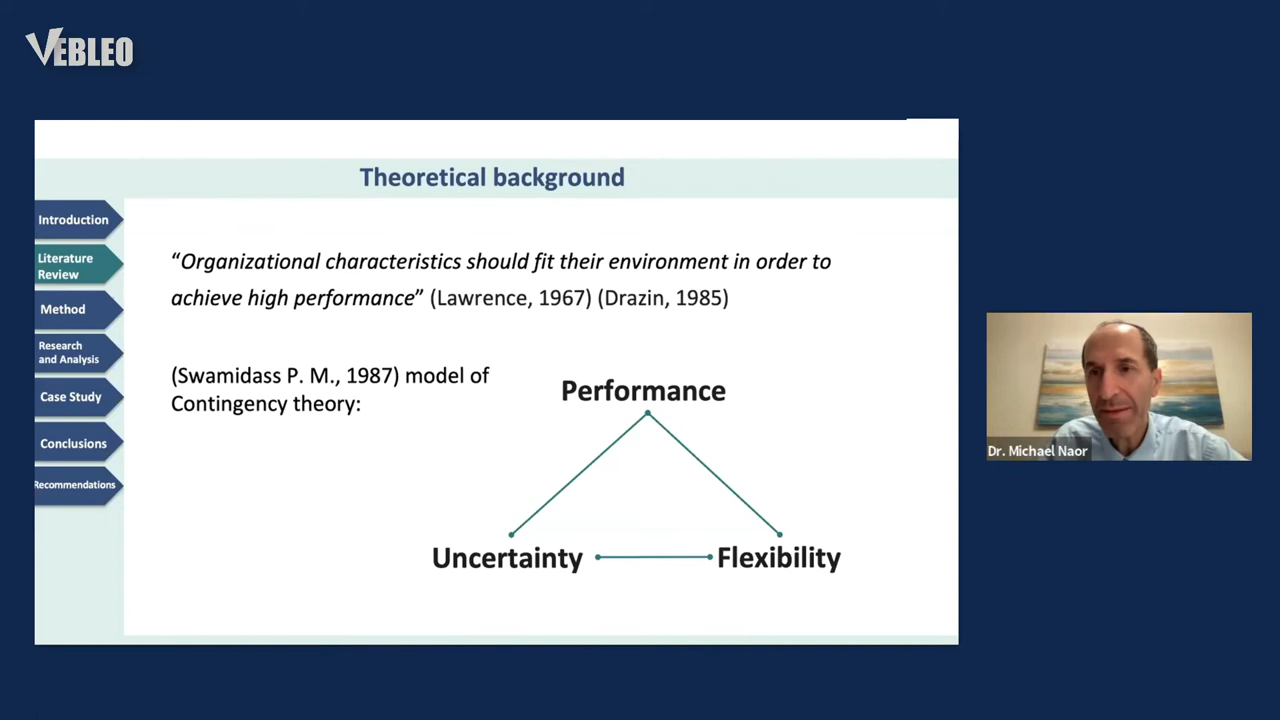 VEBLEO
Theoretical background
Introduction
Literature
Review
Method
Research
and Analysis
Case Study
Conclusions
Recommendations
“Organizational characteristics should fit their environment in order to
achieve high performance” (Lawrence, 1967) (Drazin, 1985)
(Swamidass P. M., 1987) model of
Contingency theory:
Performance
Uncertainty
Flexibility
Dr. Michael Naor